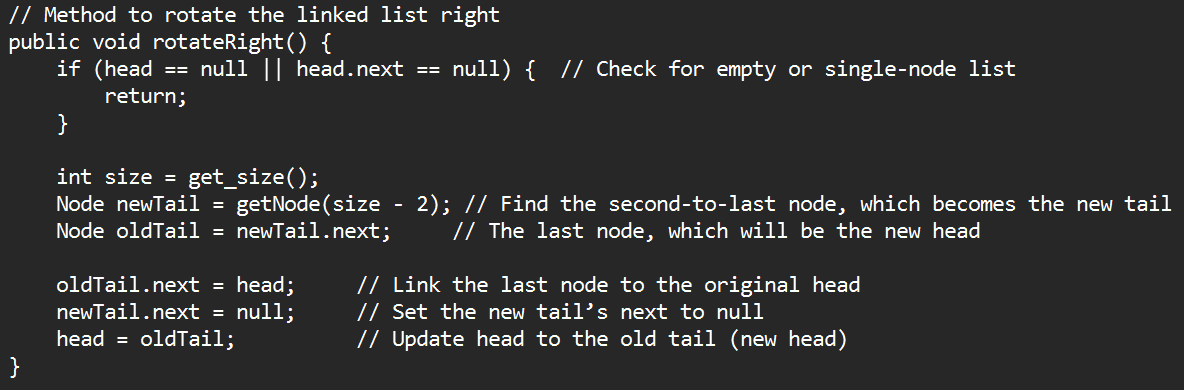 // Method to rotate the linked list right
public void rotateRight() {
    if (head == null || head.next == null) {  // Check for empty or single-node list
        return;
    }

    int size = get_size();
    Node newTail = getNode(size - 2); // Find the second-to-last node, which becomes the new tail
    Node oldTail = newTail.next;     // The last node, which will be the new head

    oldTail.next = head;     // Link the last node to the original head
    newTail.next = null;     // Set the new tail’s next to null
    head = oldTail;          // Update head to the old tail (new head)
}